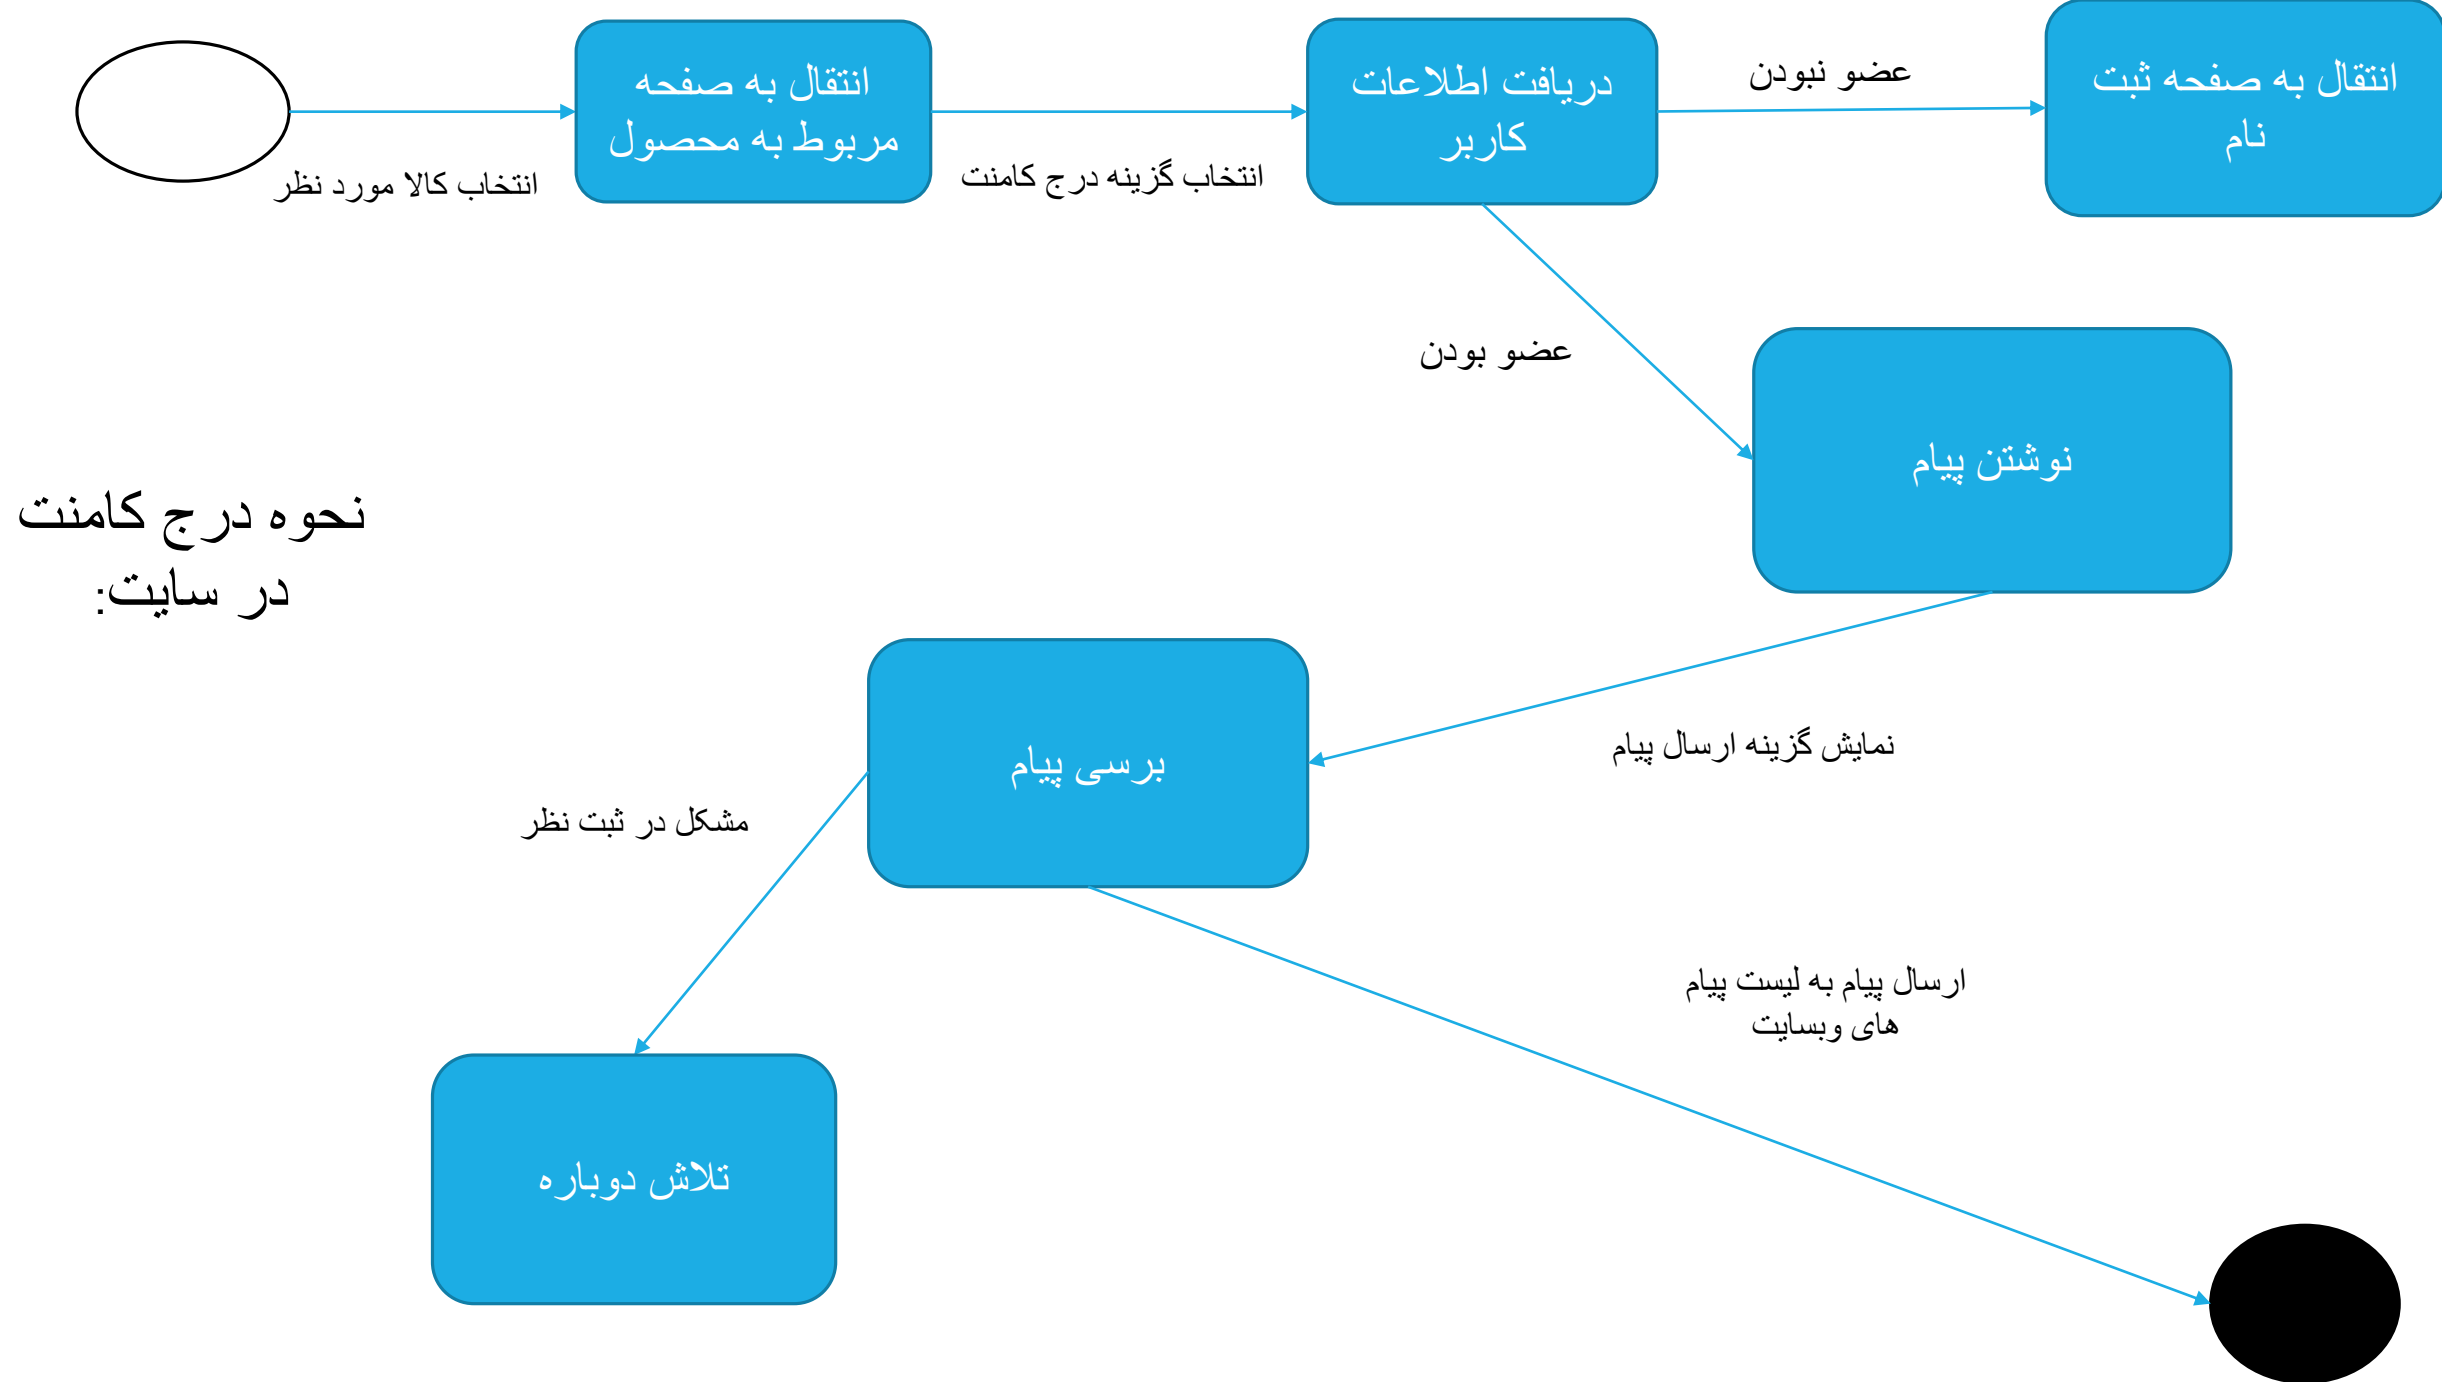 انتقال به صفحه
مربوط به محصول
دریافت اطلاعات
کاربر
عضو نبودن
انتقال به صفحه ثبت
نام
انتخاب کالا مورد نظر
انتخاب گزینه درج کامنت
عضو بودن
نوشتن پیام
نحوه درج کامنت
در سایت:
برسی پیام
نمایش گزینه ارسال پیام
مشکل در ثبت نظر
ارسال پیام به لیست پیام
های وبسایت
تلاش دوباره